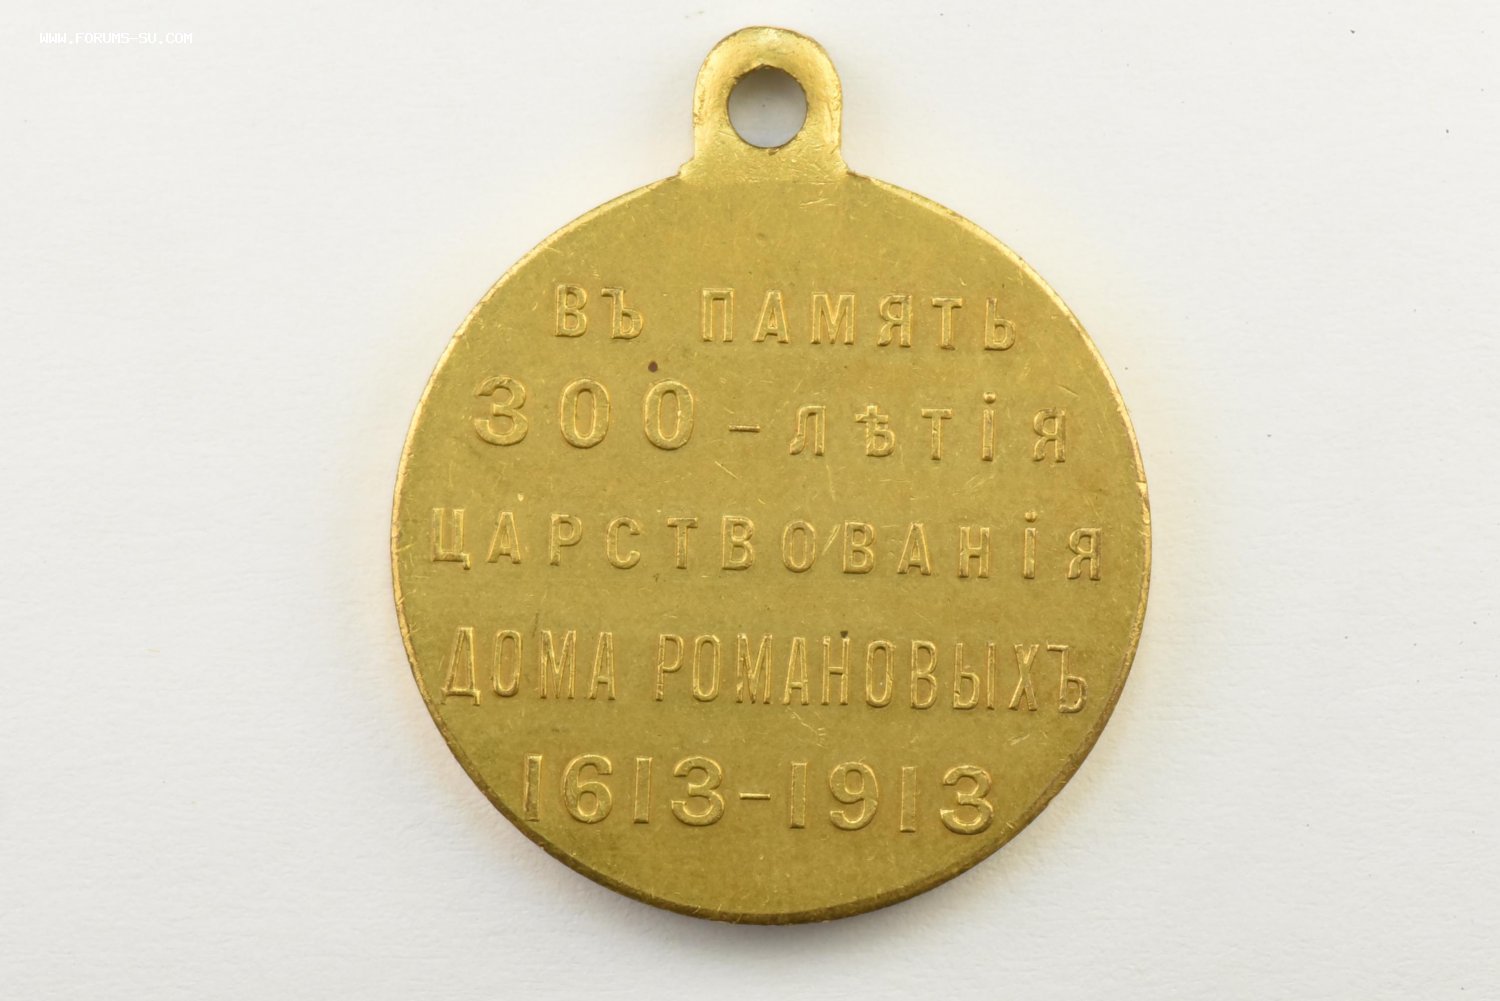 WWW.FORUMS-SU.COM
ВЪ ПАМЯТЬ
300-ЛѢТІЯ
ЦАРСТВОВАНІЯ
ДОМА РОМАНОВЫХЪ
1613-1913